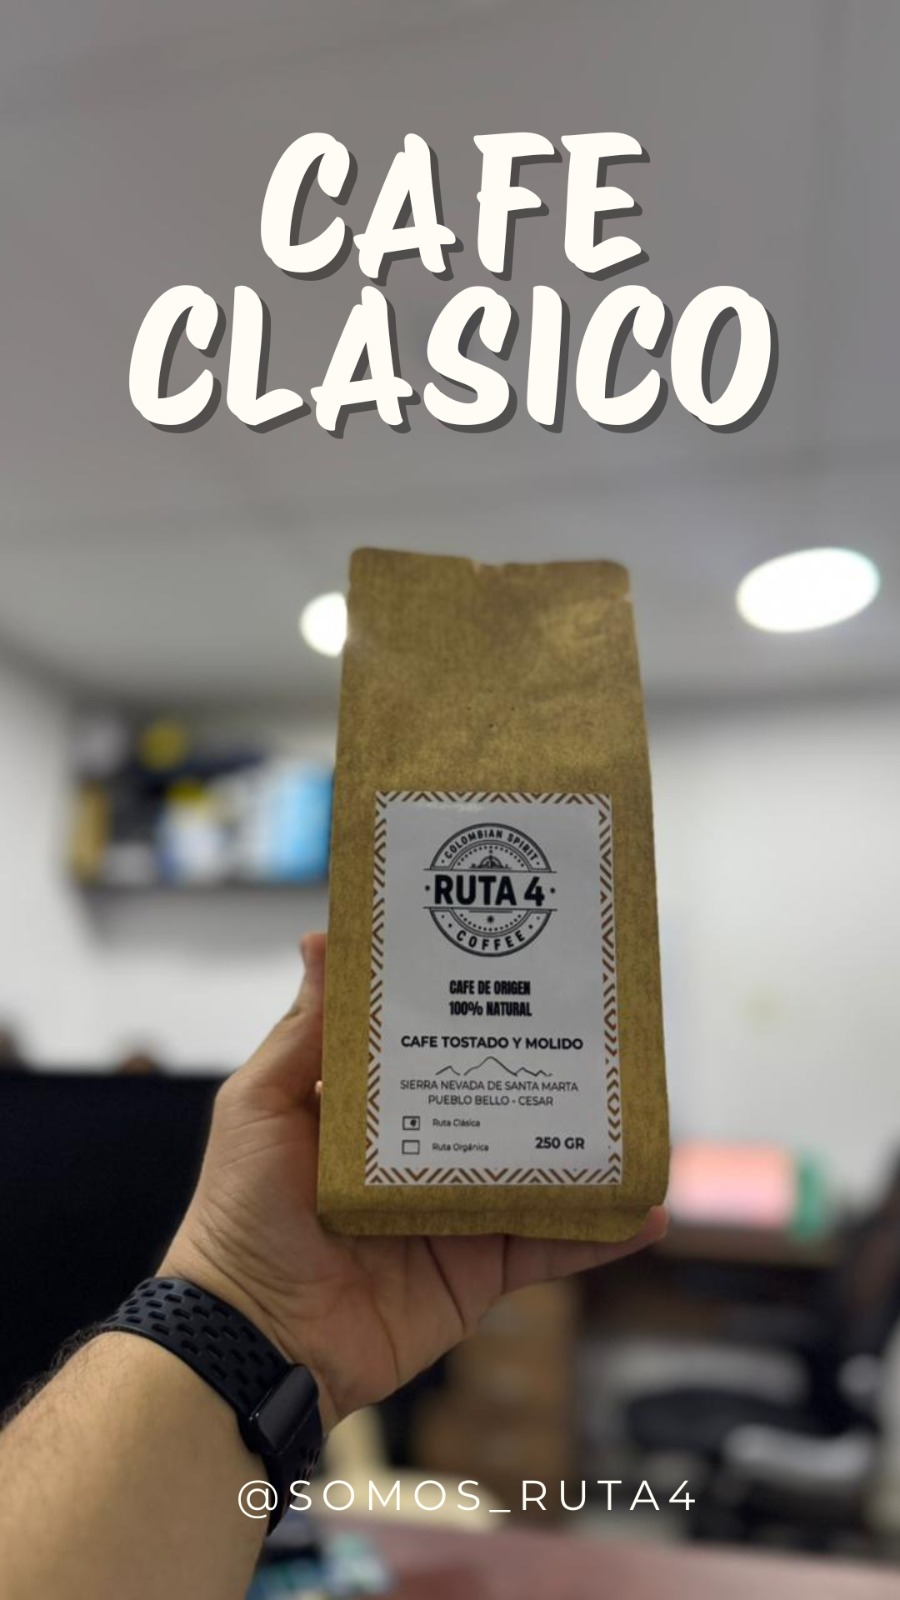 CAFE
CLASICO
COLOMBIAN SPIRIT
RUTA 4
COFFEE
CAFE DE ORIGEN
100% NATURAL
CAFE TOSTADO Y MOLIDO
SIERRA NEVADA DE SANTA MARTA
PUEBLO BELLO - CESAR
Ruta Clásica
Ruta Orgánica
250 GR
@SOMOS_RUTA4